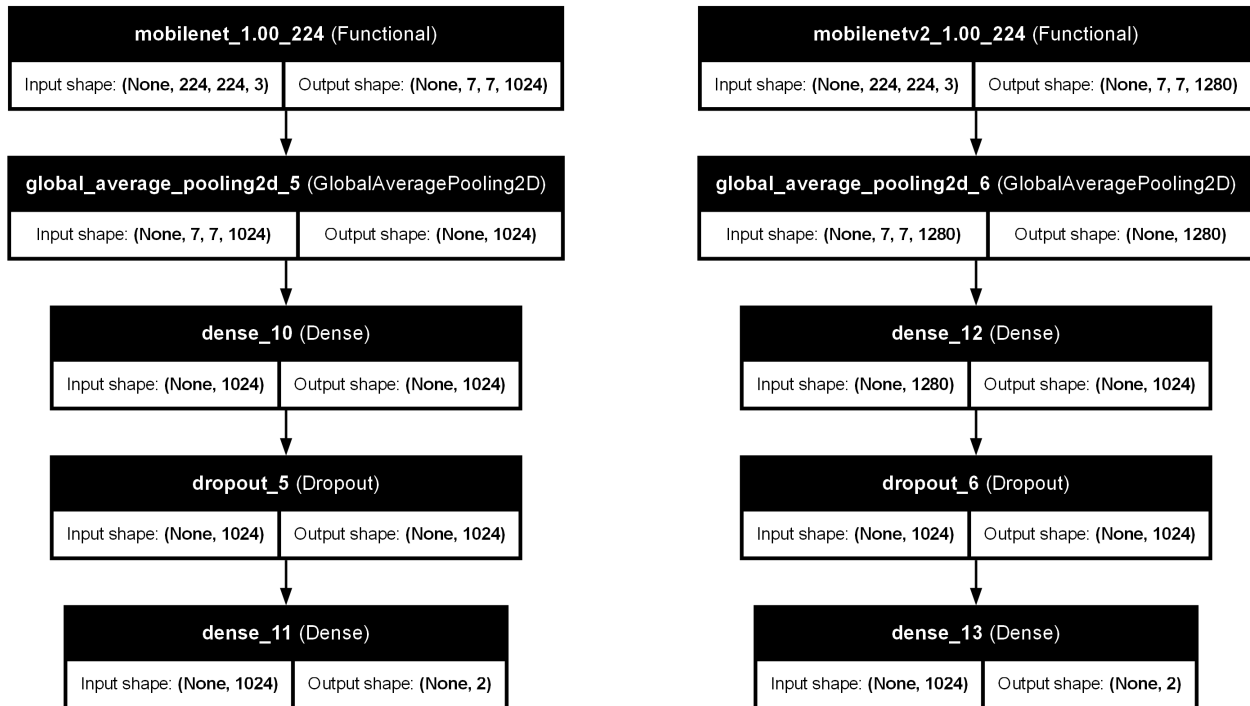 mobilenet_1.00_224 (Functional)
Input shape: (None, 224, 224, 3)
Output shape: (None, 7, 7, 1024)
global_average_pooling2d_5 (GlobalAveragePooling2D)
Input shape: (None, 7, 7, 1024)
Output shape: (None, 1024)
dense_10 (Dense)
Input shape: (None, 1024)
Output shape: (None, 1024)
dropout_5 (Dropout)
Input shape: (None, 1024)
Output shape: (None, 1024)
dense_11 (Dense)
Input shape: (None, 1024)
Output shape: (None, 2)
mobilenetv2_1.00_224 (Functional)
Input shape: (None, 224, 224, 3)
Output shape: (None, 7, 7, 1280)
global_average_pooling2d_6 (GlobalAveragePooling2D)
Input shape: (None, 7, 7, 1280)
Output shape: (None, 1280)
dense_12 (Dense)
Input shape: (None, 1280)
Output shape: (None, 1024)
dropout_6 (Dropout)
Input shape: (None, 1024)
Output shape: (None, 1024)
dense_13 (Dense)
Input shape: (None, 1024)
Output shape: (None, 2)